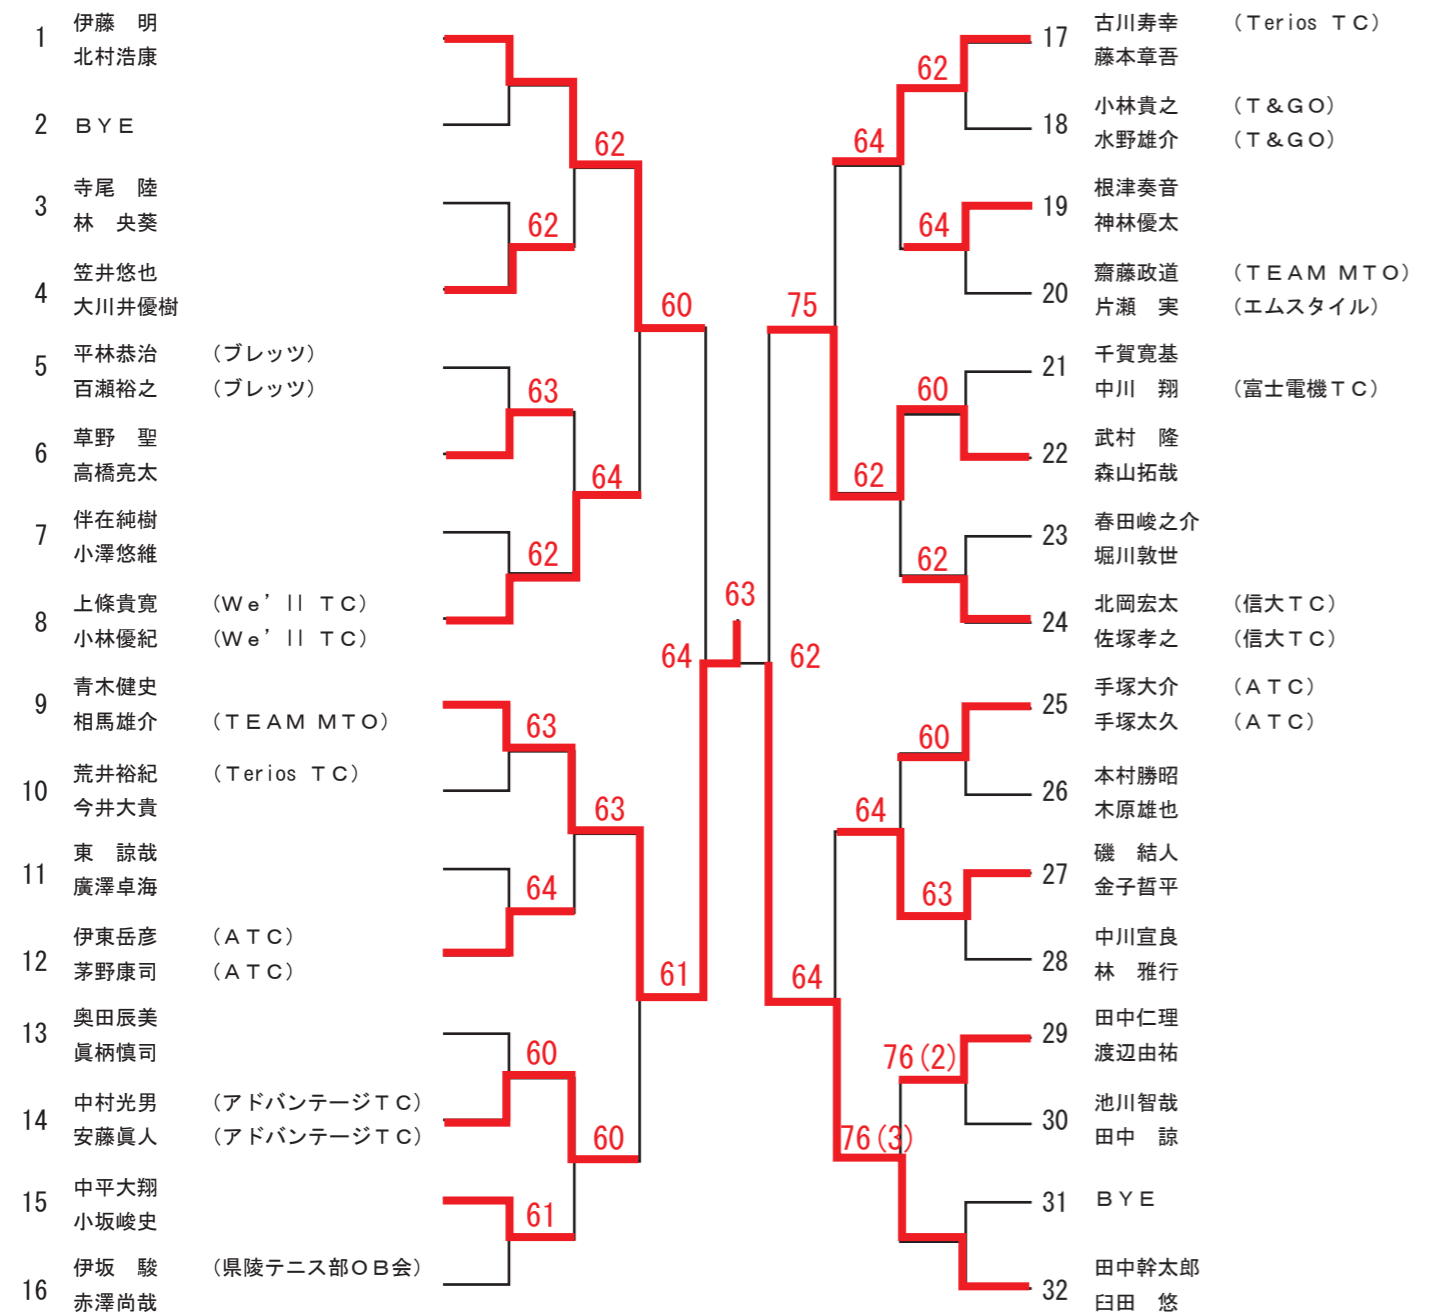 1 伊藤　明
北村浩康
2 ＢＹＥ
3 寺尾　陸
林　央葵
4 笠井悠也
大川井優樹
5 平林恭治 （ブレッツ）
百瀬裕之 （ブレッツ）
6 草野　聖
高橋亮太
7 伴在純樹
小澤悠維
8 上條貴寛 （Ｗｅ’ｌｌ ＴＣ）
小林優紀 （Ｗｅ’ｌｌ ＴＣ）
9 青木健史
相馬雄介 （ＴＥＡＭ ＭＴＯ）
10 荒井裕紀 （Terios ＴＣ）
今井大貴
11 東　諒哉
廣澤卓海
12 伊東岳彦 （ＡＴＣ）
茅野康司 （ＡＴＣ）
13 奥田辰美
眞柄慎司
14 中村光男 （アドバンテージＴＣ）
安藤眞人 （アドバンテージＴＣ）
15 中平大翔
小坂峻史
16 伊坂　駿 （県陵テニス部ＯＢ会）
赤澤尚哉
62
62
60
63
64
62
63
63
64
61
60
60
61
64
63
62
62
64
64
75
60
62
62
60
64
63
64
76(2)
76(3)
17 古川寿幸 （Terios ＴＣ）
藤本章吾
18 小林貴之 （Ｔ＆ＧＯ）
水野雄介 （Ｔ＆ＧＯ）
19 根津奏音
神林優太
20 齋藤政道 （ＴＥＡＭ ＭＴＯ）
片瀬　実 （エムスタイル）
21 千賀寛基
中川　翔 （富士電機ＴＣ）
22 武村　隆
森山拓哉
23 春田峻之介
堀川敦世
24 北岡宏太 （信大ＴＣ）
佐塚孝之 （信大ＴＣ）
25 手塚大介 （ＡＴＣ）
手塚太久 （ＡＴＣ）
26 本村勝昭
木原雄也
27 磯　結人
金子哲平
28 中川宣良
林　雅行
29 田中仁理
渡辺由祐
30 池川智哉
田中　諒
31 ＢＹＥ
32 田中幹太郎
臼田　悠